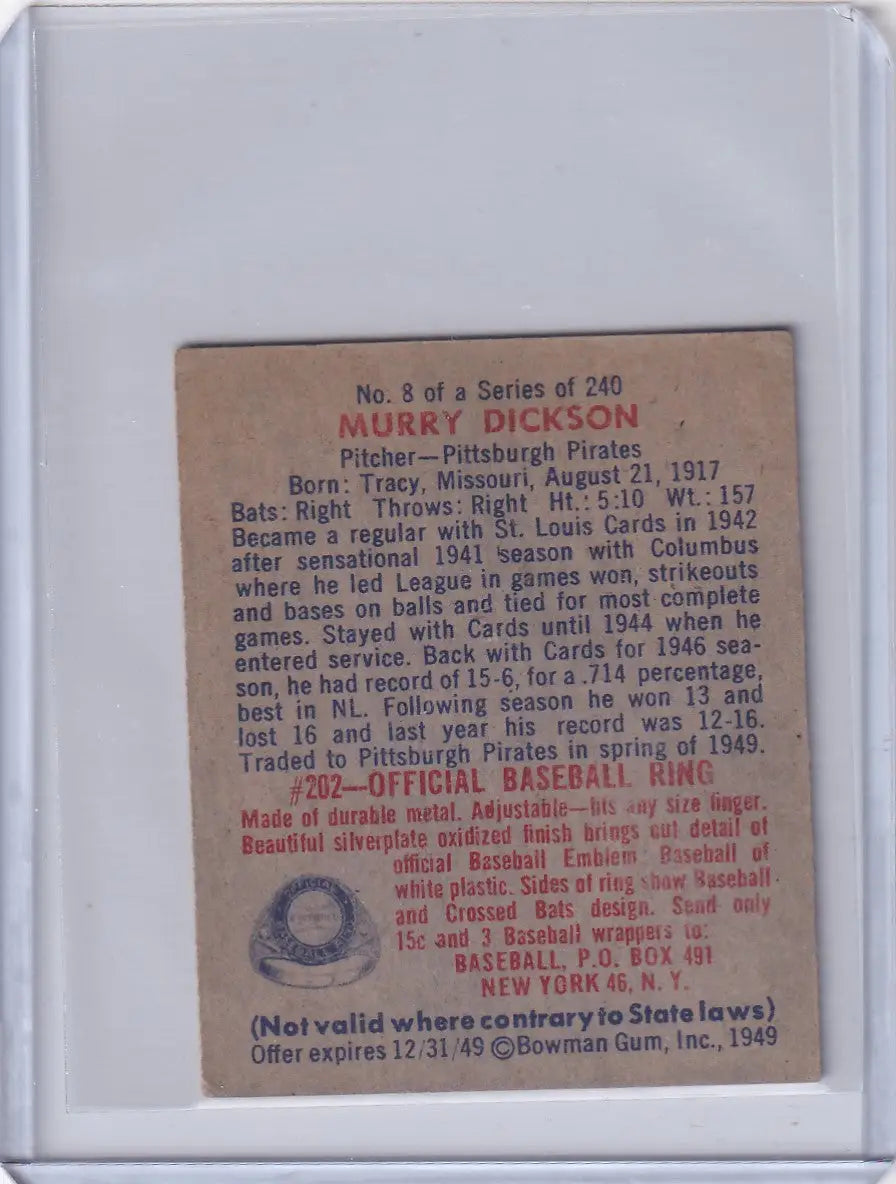 No. 8 of a Series of 240
MURRY DICKSON
Pitcher—Pittsburgh Pirates
Born: Tracy, Missouri, August 21, 1917
Bats: Right Throws: Right Ht.: 5:10 Wt.: 157
Became a regular with St. Louis Cards in 1942
after sensational 1941 season with Columbus
where he led League in games won, strikeouts
and bases on balls and tied for most complete
games. Stayed with Cards until 1944 when he
entered service. Back with Cards for 1946 sea-
son, he had record of 15-6, for a .714 percentage,
best in NL. Following season he won 13 and
lost 16 and last year his record was 12-16.
Traded to Pittsburgh Pirates in spring of 1949.
#202—OFFICIAL BASEBALL RING
Made of durable metal. Adjustable—fits any size finger.
Beautiful silverplate oxidized finish brings out detail of
official Baseball Emblem. Baseball of
white plastic. Sides of ring show Baseball
and Crossed Bats design. Send only
15c and 3 Baseball wrappers to:
BASEBALL, P.O. BOX 491
NEW YORK 46, N. Y.
OFFICIAL
BASEBALL RING
(Not valid where contrary to State laws)
Offer expires 12/31/49 ©Bowman Gum, Inc., 1949